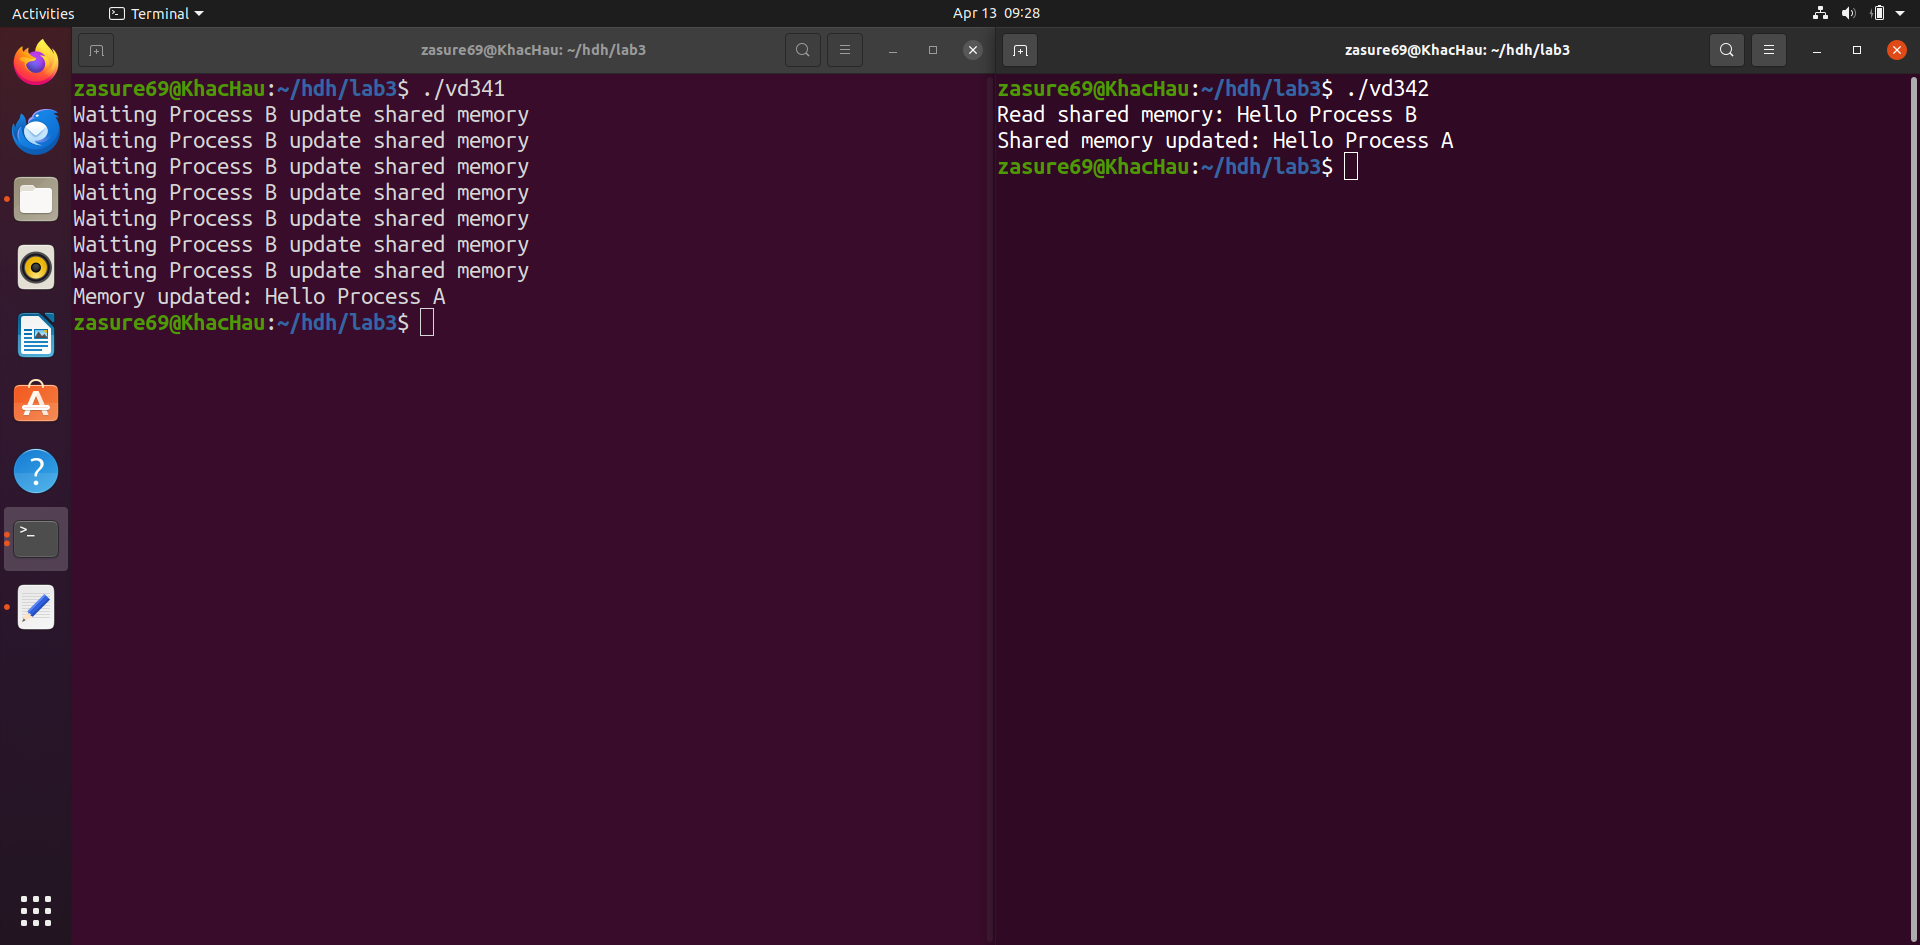 Activities
Terminal
Apr 13 09:28
zasure69@KhacHau: ~/hdh/lab3
zasure69@KhacHau:~/hdh/lab3$ ./vd341
Waiting Process B update shared memory
Waiting Process B update shared memory
Waiting Process B update shared memory
Waiting Process B update shared memory
Waiting Process B update shared memory
Waiting Process B update shared memory
Waiting Process B update shared memory
Memory updated: Hello Process A
zasure69@KhacHau:~/hdh/lab3$
zasure69@KhacHau: ~/hdh/lab3
zasure69@KhacHau:~/hdh/lab3$ ./vd342
Read shared memory: Hello Process B
Shared memory updated: Hello Process A
zasure69@KhacHau:~/hdh/lab3$